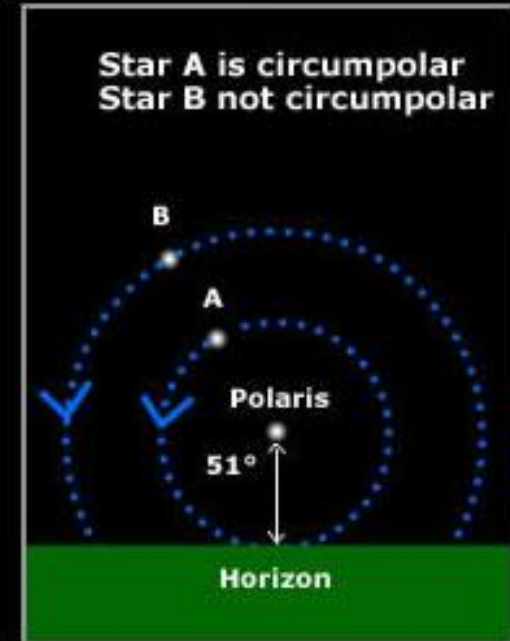 Star A is circumpolar
Star B not circumpolar
B
A
Polaris
51°
Horizon